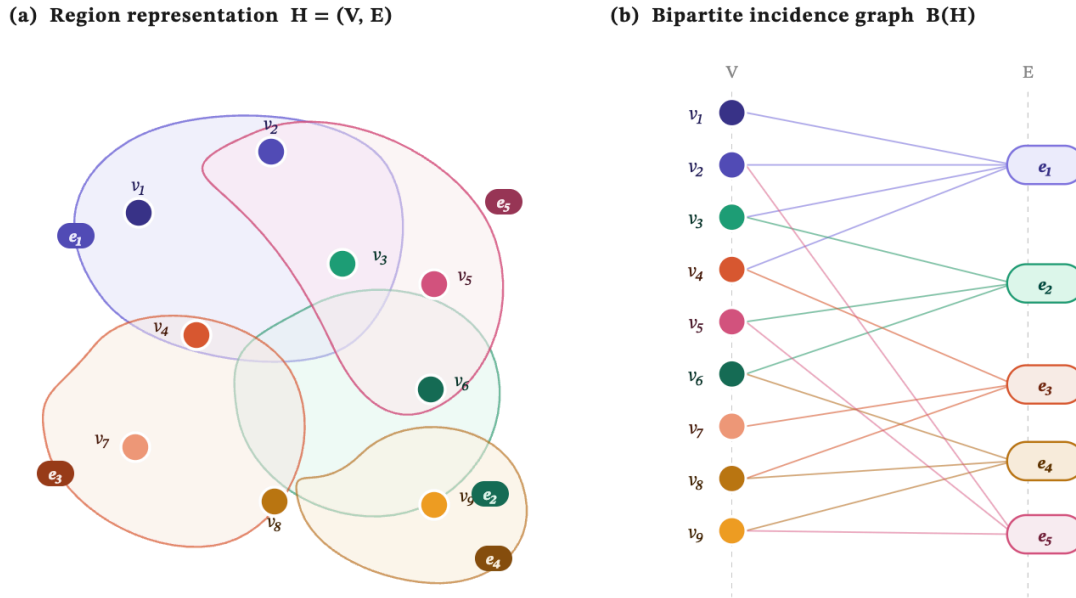 (a) Region representation H = (V, E)
(b) Bipartite incidence graph B(H)
v₂
v₁
e₅
e₁
v₃
v₅
v₄
v₆
v₇
e₃
v₉
e₂
v₈
e₄
V
E
v₁
v₂
v₃
v₄
v₅
v₆
v₇
v₈
v₉
e₁
e₂
e₃
e₄
e₅